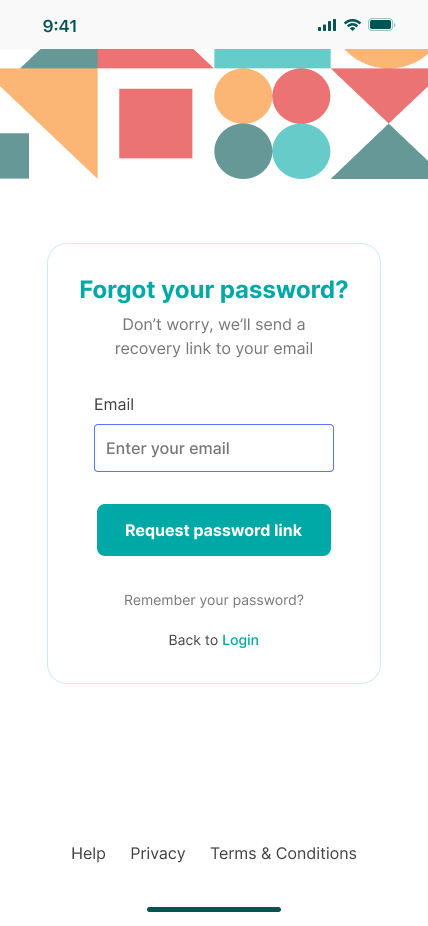 9:41
Forgot your password?
Don’t worry, we’ll send a
recovery link to your email
Email
Enter your email
Request password link
Remember your password?
Back to Login
Help Privacy Terms & Conditions